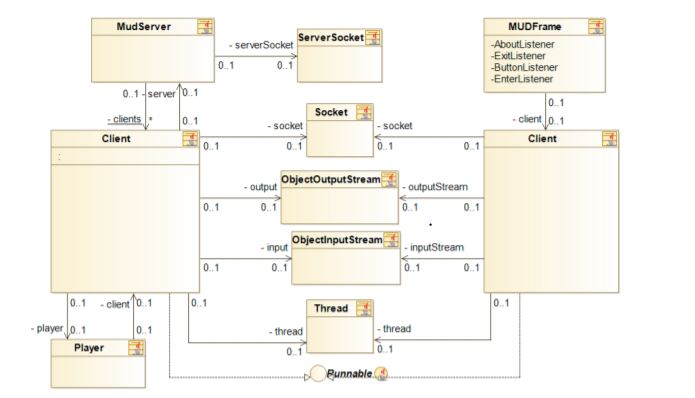 MudServer
MUDFrame
-AboutListener
-ExitListener
-ButtonListener
-EnterListener
- serverSocket
ServerSocket
0..1
0..1
0..1
- server
0..1
0..1
- clients
*
0..1
- client
0..1
Client
:
Socket
Client
- socket
- socket
0..1
0..1
0..1
0..1
ObjectOutputStream
- output
- outputStream
0..1
0..1
0..1
0..1
ObjectInputStream
- input
- inputStream
0..1
0..1
0..1
0..1
0..1
- client
0..1
0..1
Thread
0..1
- player
0..1
0..1
- thread
- thread
0..1
0..1
Player
Runnable